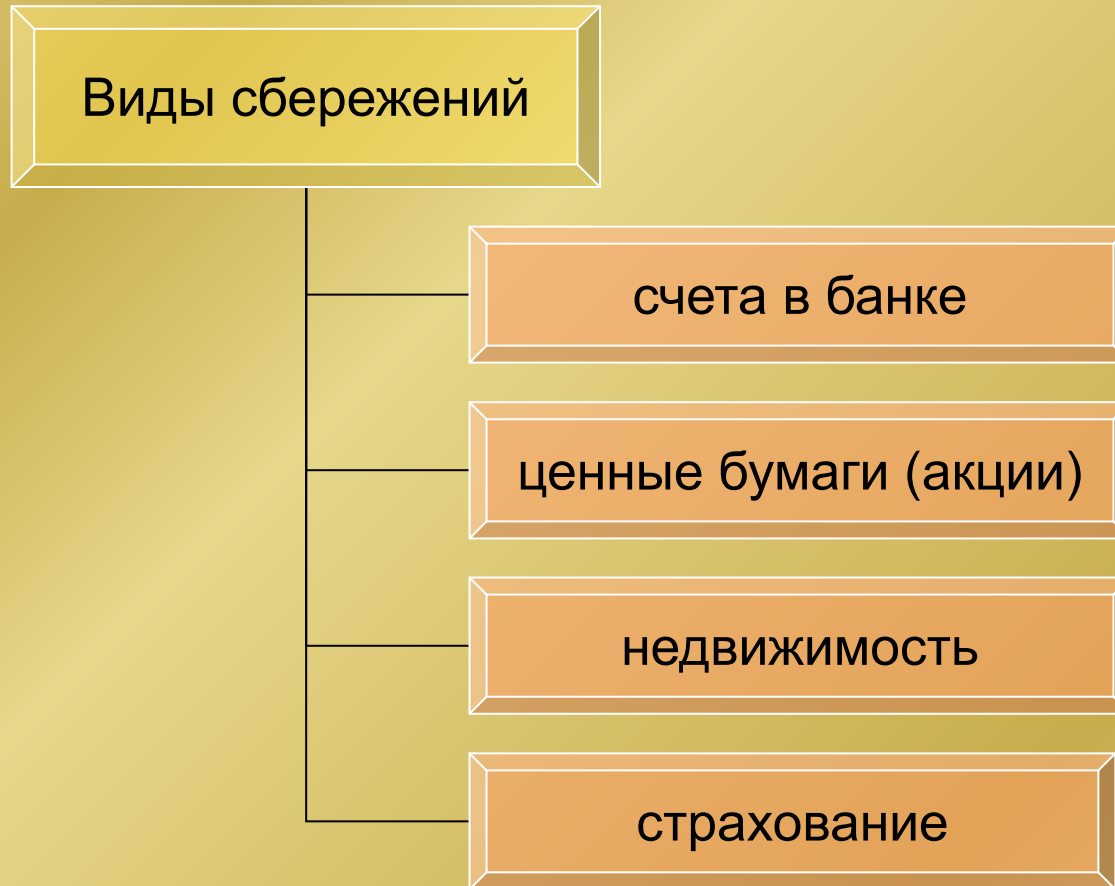 Виды сбережений
счета в банке
ценные бумаги (акции)
недвижимость
страхование